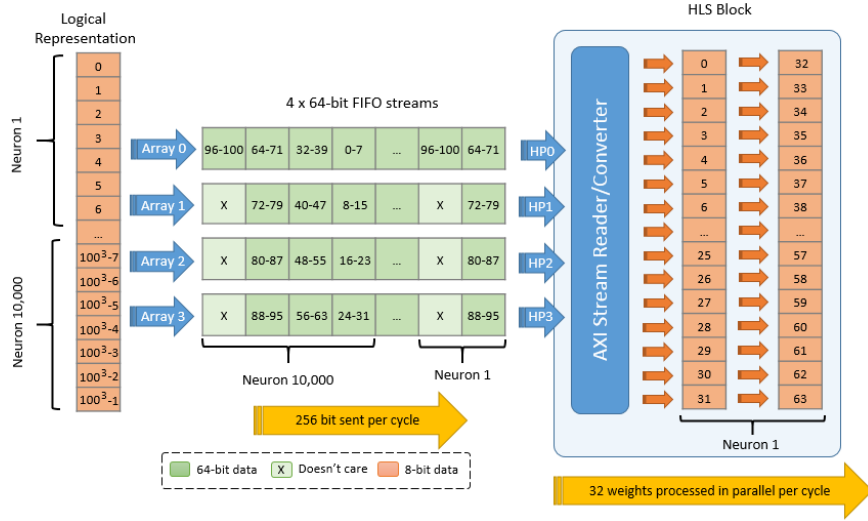 Logical
Representation
HLS Block
4 x 64-bit FIFO streams
Neuron 1
Neuron 10,000
0
1
2
3
4
5
6
...
100³-7
100³-6
100³-5
100³-4
100³-3
100³-2
100³-1
Array 0
96-100 64-71 32-39 0-7 ... 96-100 64-71
HP0
Array 1
X 72-79 40-47 8-15 ... X 72-79
HP1
Array 2
X 80-87 48-55 16-23 ... X 80-87
HP2
Array 3
X 88-95 56-63 24-31 X 88-95
HP3
Neuron 10,000
Neuron 1
256 bit sent per cycle
64-bit data
X Doesn't care
8-bit data
AXI Stream Reader/Converter
0 32
1 33
2 34
3 35
4 36
5 37
6 38
... ...
25 57
26 58
27 59
28 60
29 61
30 62
31 63
Neuron 1
32 weights processed in parallel per cycle